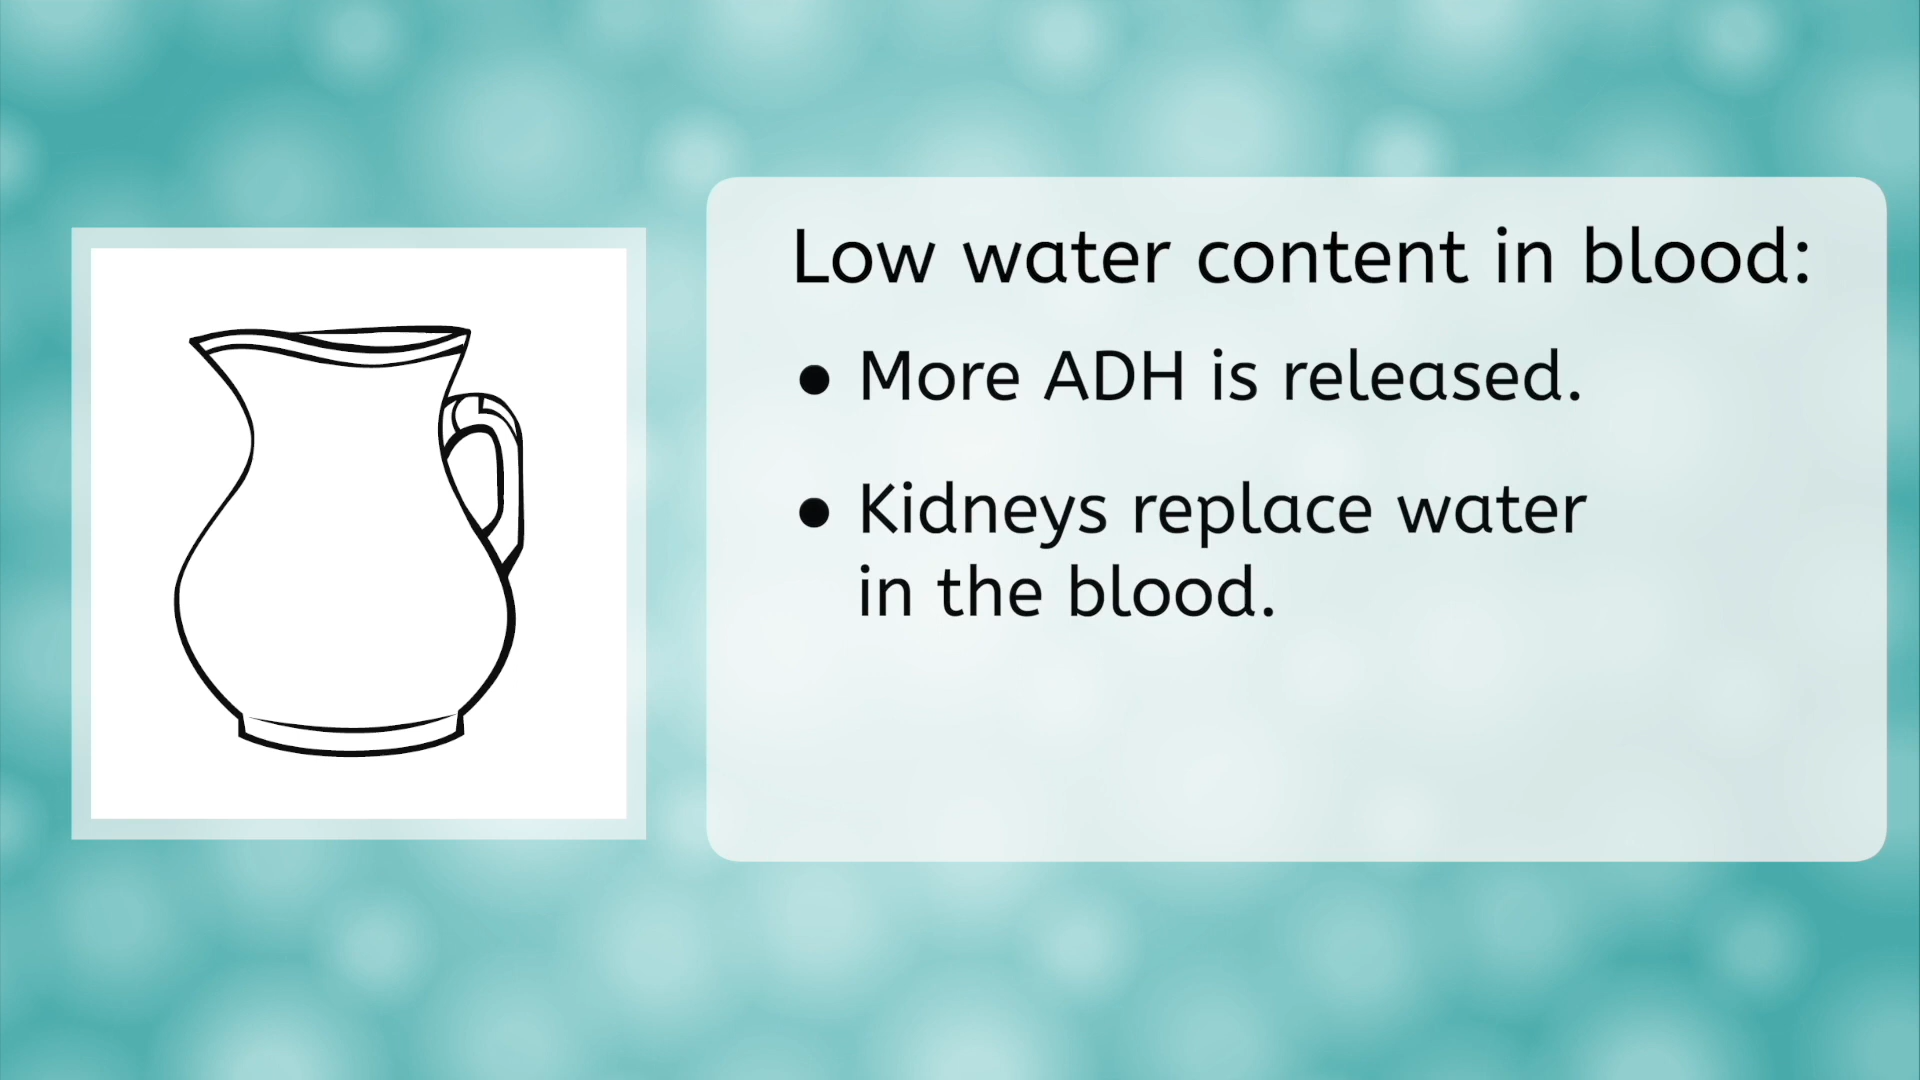 Low water content in blood:
● More ADH is released.
● Kidneys replace water
in the blood.